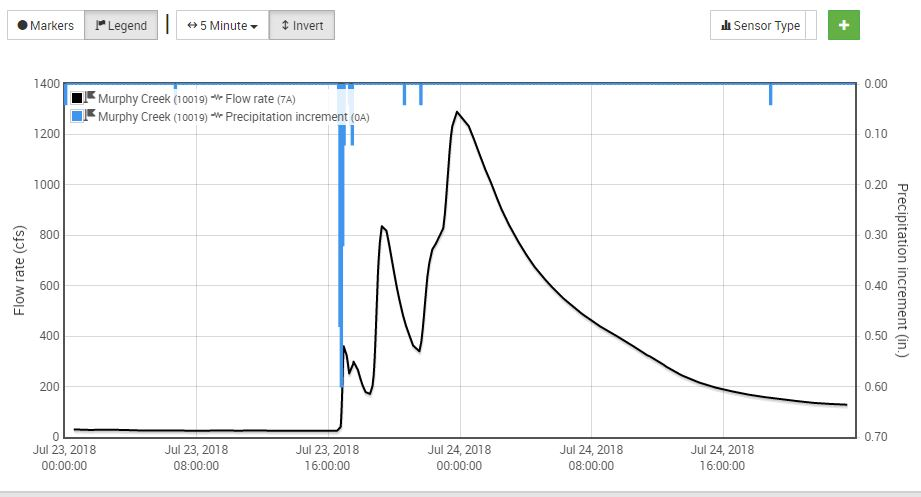 Markers Legend 5 Minute Invert Sensor Type +
1400 0.00
Murphy Creek (10019) Flow rate (7A)
Murphy Creek (10019) Precipitation increment (0A)
1200 0.10
1000 0.20
800 0.30
600 0.40
400 0.50
200 0.60
0 0.70
Flow rate (cfs)
Precipitation increment (in.)
Jul 23, 2018 Jul 23, 2018 Jul 23, 2018 Jul 24, 2018 Jul 24, 2018 Jul 24, 2018
00:00:00 08:00:00 16:00:00 00:00:00 08:00:00 16:00:00